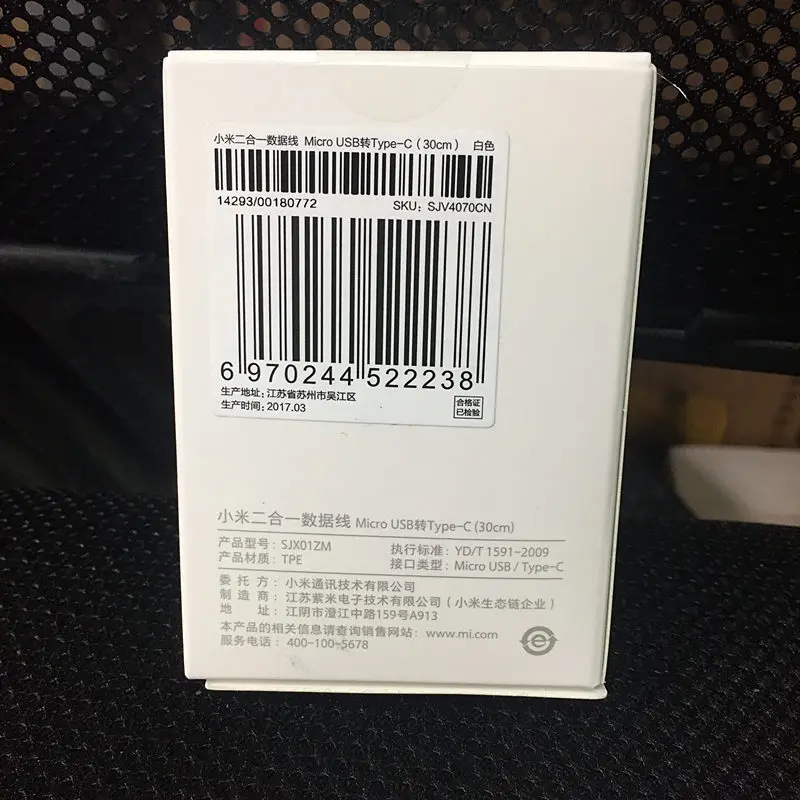 小米二合一数据线 Micro USB转Type-C（30cm） 白色
14293/00180772 SKU：SJV4070CN
6 970244 522238
生产地址：江苏省苏州市吴江区
生产时间：2017.03
合格证
已检验
小米二合一数据线 Micro USB转Type-C (30cm)
产品型号：SJX01ZM 执行标准：YD/T 1591-2009
产品材质：TPE 接口类型：Micro USB / Type-C
委托方：小米通讯技术有限公司
制造商：江苏紫米电子技术有限公司（小米生态链企业）
地址：江阴市澄江中路159号A913
本产品的相关信息请查询销售网站：www.mi.com
服务电话：400-100-5678
e